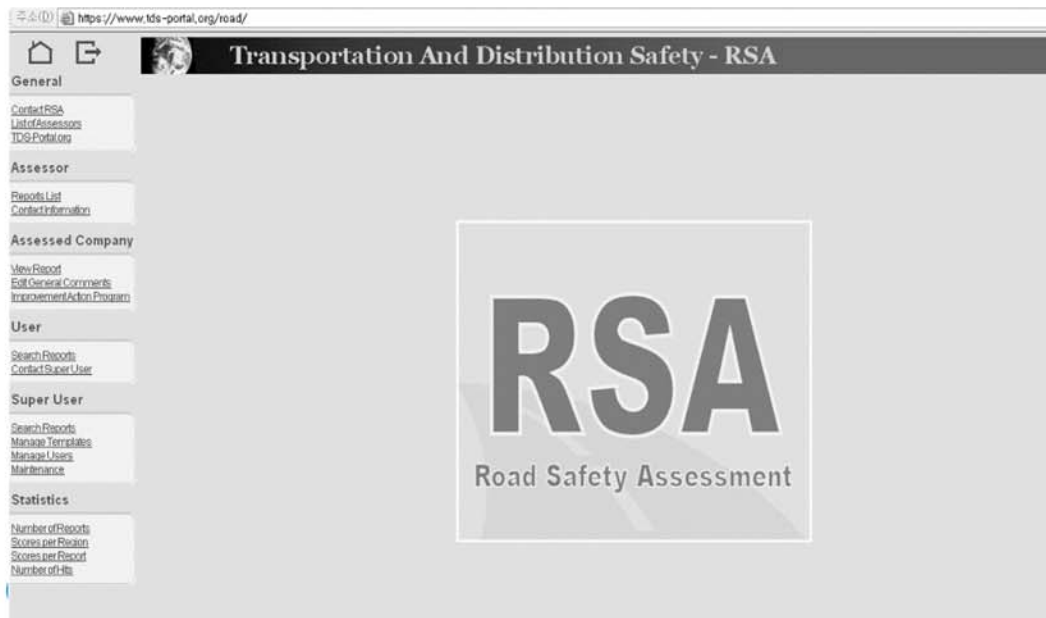 주소(D) https://www.tds-portal.org/road/
Transportation And Distribution Safety - RSA
General
Contact RSA
List of Assessors
TDS-Portal.org
Assessor
Reports List
Contact Information
Assessed Company
View Report
Edit General Comments
Improvement Action Program
User
Search Reports
Contact Super User
Super User
Search Reports
Manage Templates
Manage Users
Maintenance
Statistics
Number of Reports
Scores per Region
Scores per Report
Number of Hits
RSA
Road Safety Assessment